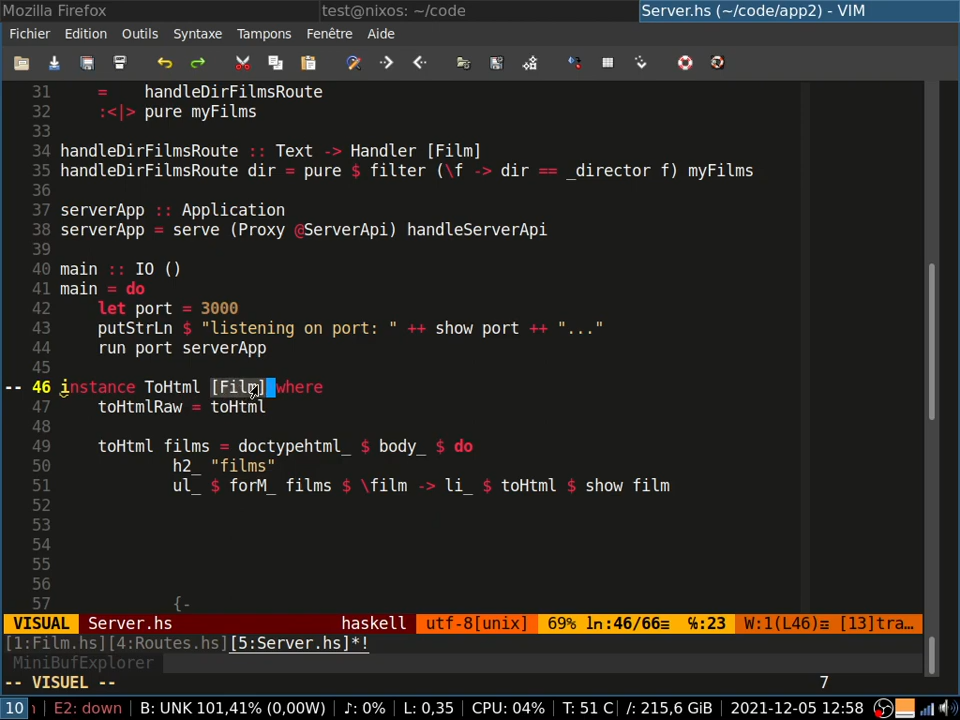 Mozilla Firefox
test@nixos: ~/code
Server.hs (~/code/app2) - VIM
Fichier Edition Outils Syntaxe Tampons Fenêtre Aide
31 = handleDirFilmsRoute
32 :<|> pure myFilms
33
34 handleDirFilmsRoute :: Text -> Handler [Film]
35 handleDirFilmsRoute dir = pure $ filter (\f -> dir == _director f) myFilms
36
37 serverApp :: Application
38 serverApp = serve (Proxy @ServerApi) handleServerApi
39
40 main :: IO ()
41 main = do
42 let port = 3000
43 putStrLn $ "listening on port: " ++ show port ++ "..."
44 run port serverApp
45
-- 46 instance ToHtml [Film] where
47 toHtmlRaw = toHtml
48
49 toHtml films = doctypehtml_ $ body_ $ do
50 h2_ "films"
51 ul_ $ forM_ films $ \film -> li_ $ toHtml $ show film
52
53
54
55
56
57 {-
VISUAL Server.hs haskell utf-8[unix] 69% ln:46/66≡ ℅:23 W:1(L46)≡ [13]tra…
[1:Film.hs][4:Routes.hs][5:Server.hs]*!
MiniBufExplorer
-- VISUEL -- 7
10 | E2: down | B: UNK 101,41% (0,00W) | ♪: 0% | L: 0,35 | CPU: 04% | T: 51 C | /: 215,6 GiB | 2021-12-05 12:58